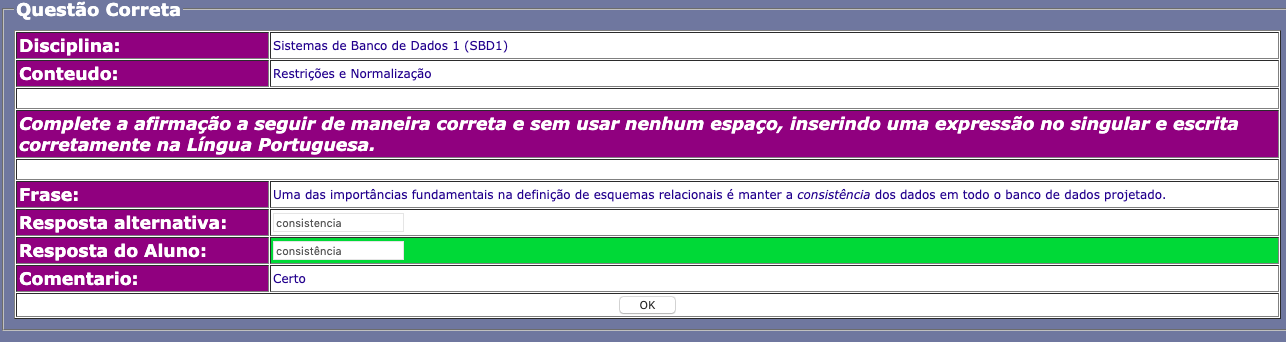 Questão Correta
Disciplina: Sistemas de Banco de Dados 1 (SBD1)
Conteudo: Restrições e Normalização
Complete a afirmação a seguir de maneira correta e sem usar nenhum espaço, inserindo uma expressão no singular e escrita
corretamente na Língua Portuguesa.
Frase: Uma das importâncias fundamentais na definição de esquemas relacionais é manter a consistência dos dados em todo o banco de dados projetado.
Resposta alternativa: consistencia
Resposta do Aluno: consistência
Comentario: Certo
OK